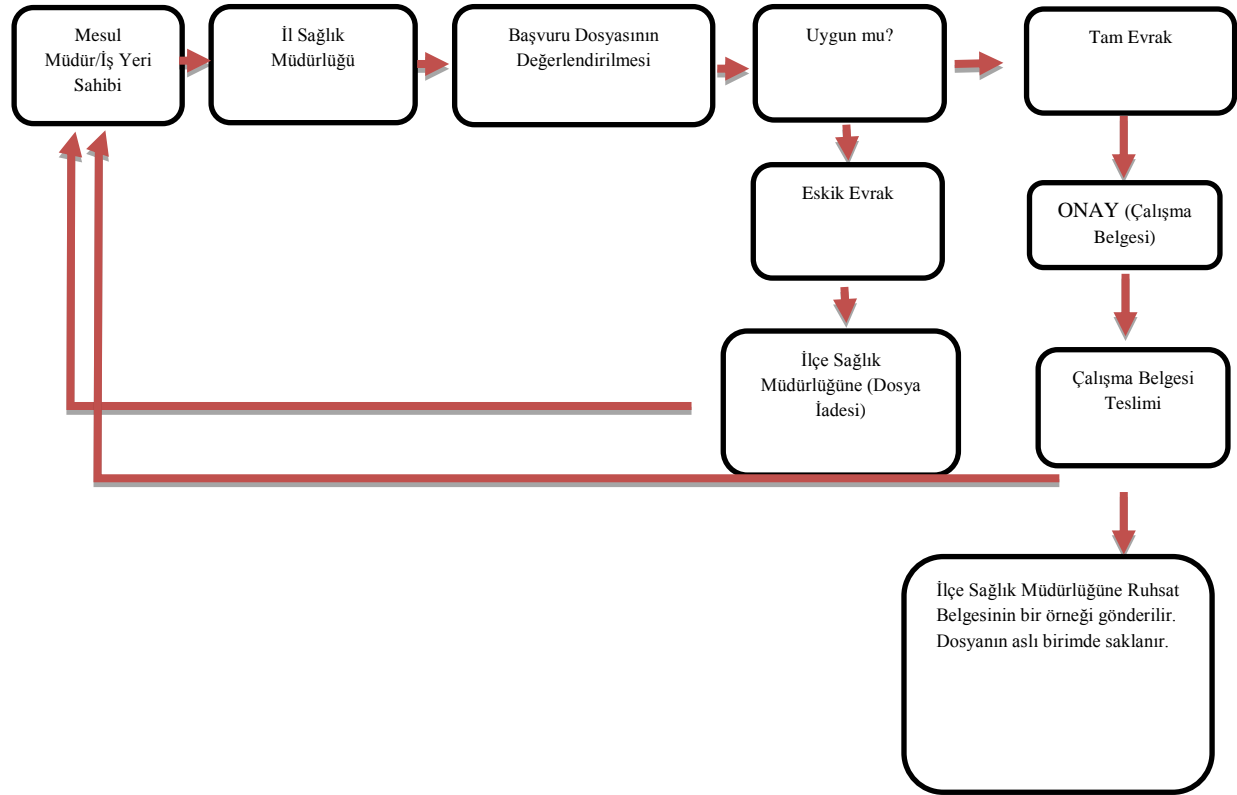 Mesul
Müdür/İş Yeri
Sahibi
İl Sağlık
Müdürlüğü
Başvuru Dosyasının
Değerlendirilmesi
Uygun mu?
Tam Evrak
Eskik Evrak
ONAY (Çalışma
Belgesi)
İlçe Sağlık
Müdürlüğüne (Dosya
İadesi)
Çalışma Belgesi
Teslimi
İlçe Sağlık Müdürlüğüne Ruhsat
Belgesinin bir örneği gönderilir.
Dosyanın aslı birimde saklanır.